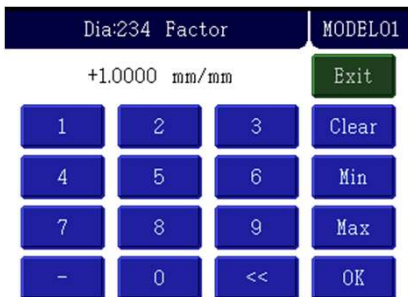 Dia:234 Factor MODEL01
+1.0000 mm/mm Exit
1 2 3 Clear
4 5 6 Min
7 8 9 Max
- 0 << OK